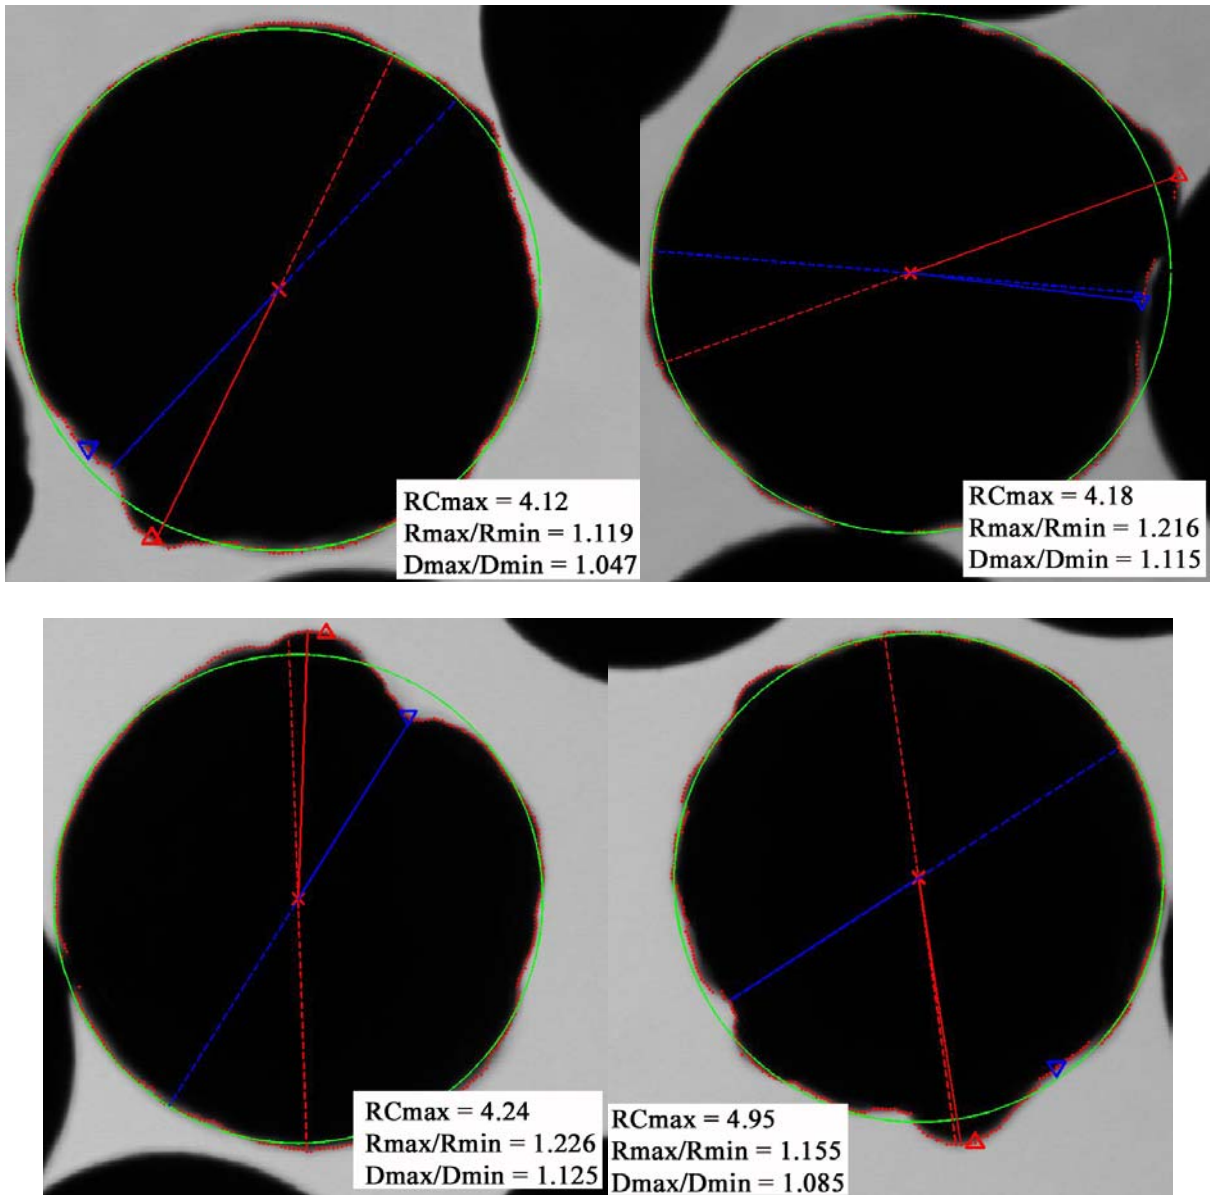 RCmax = 4.12
Rmax/Rmin = 1.119
Dmax/Dmin = 1.047
RCmax = 4.18
Rmax/Rmin = 1.216
Dmax/Dmin = 1.115
RCmax = 4.24
Rmax/Rmin = 1.226
Dmax/Dmin = 1.125
RCmax = 4.95
Rmax/Rmin = 1.155
Dmax/Dmin = 1.085